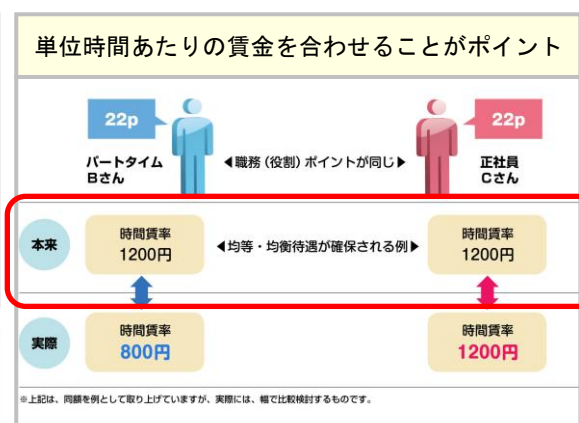 単位時間あたりの賃金を合わせることがポイント
22p
22p
パートタイム
Bさん
◀職務(役割)ポイントが同じ▶
正社員
Cさん
本来
時間賃率
1200円
◀均等・均衡待遇が確保される例▶
時間賃率
1200円
実際
時間賃率
800円
時間賃率
1200円
※上記は、同額を例として取り上げていますが、実際には、幅で比較検討するものです。